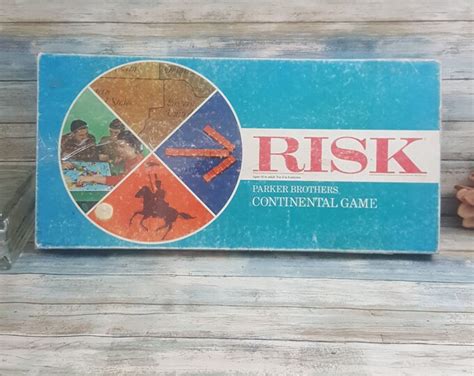 RISK
PARKER BROTHERS
CONTINENTAL GAME